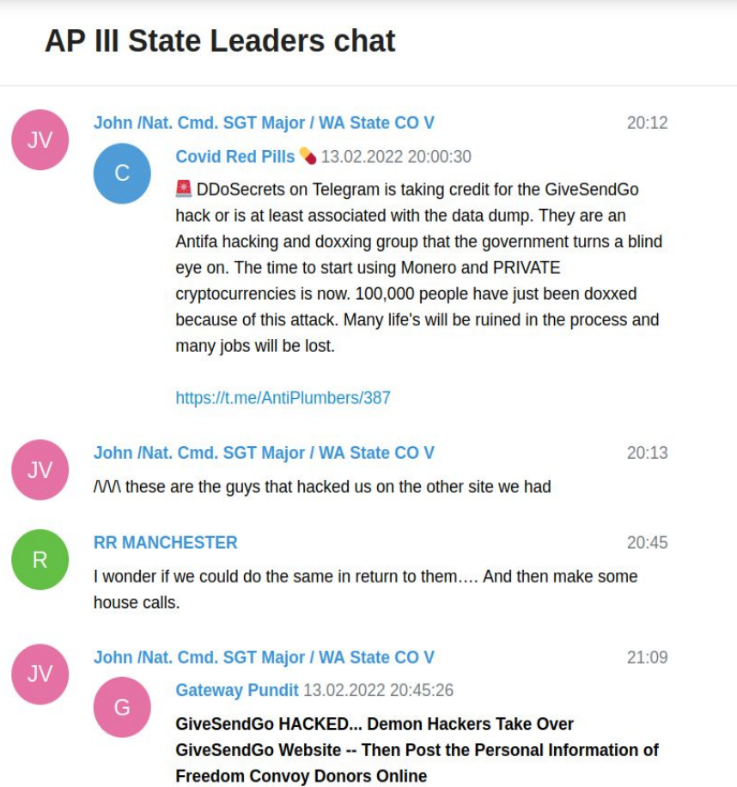 AP III State Leaders chat
JV
John /Nat. Cmd. SGT Major / WA State CO V
20:12
C
Covid Red Pills 💊 13.02.2022 20:00:30
🚨 DDoSecrets on Telegram is taking credit for the GiveSendGo
hack or is at least associated with the data dump. They are an
Antifa hacking and doxxing group that the government turns a blind
eye on. The time to start using Monero and PRIVATE
cryptocurrencies is now. 100,000 people have just been doxxed
because of this attack. Many life's will be ruined in the process and
many jobs will be lost.
https://t.me/AntiPlumbers/387
JV
John /Nat. Cmd. SGT Major / WA State CO V
20:13
/\/\/\ these are the guys that hacked us on the other site we had
R
RR MANCHESTER
20:45
I wonder if we could do the same in return to them…. And then make some
house calls.
JV
John /Nat. Cmd. SGT Major / WA State CO V
21:09
G
Gateway Pundit 13.02.2022 20:45:26
GiveSendGo HACKED... Demon Hackers Take Over
GiveSendGo Website -- Then Post the Personal Information of
Freedom Convoy Donors Online